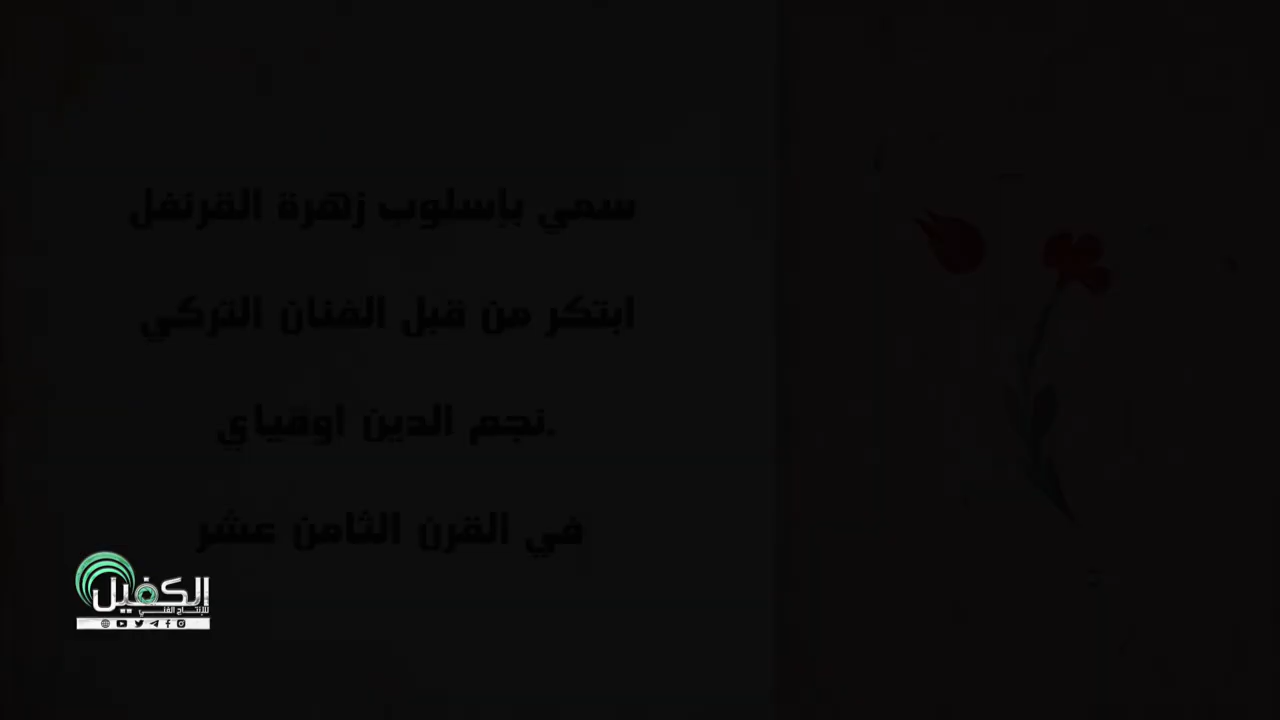 سمي بإسلوب زهرة القرنفل
ابتكر من قبل الفنان التركي
نجم الدين اوقياي.
في القرن الثامن عشر
الكفيل
للإنتاج الفني